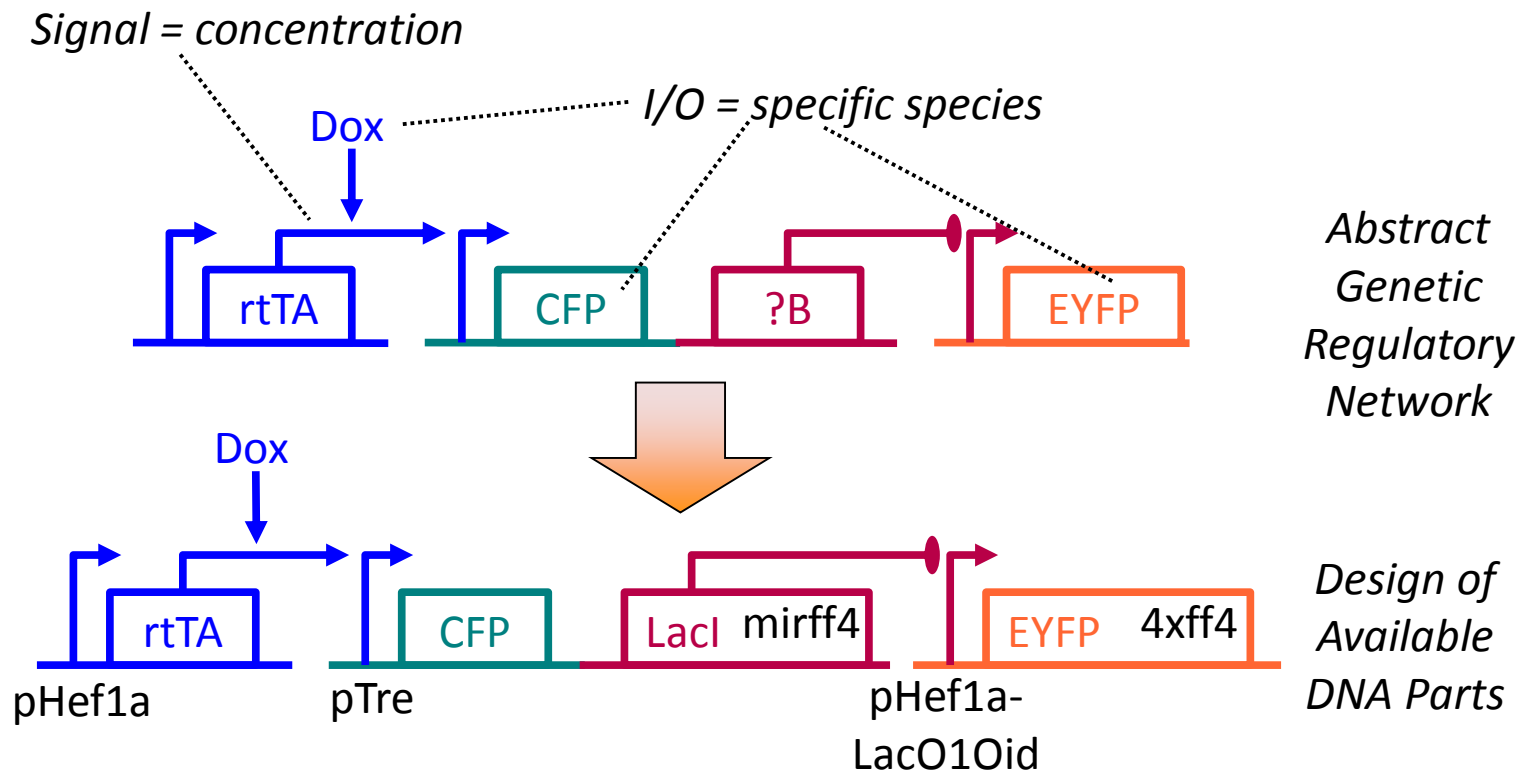 Signal = concentration
I/O = specific species
Dox
rtTA
CFP
?B
EYFP
Abstract
Genetic
Regulatory
Network
Dox
rtTA
CFP
LacI mirff4
EYFP 4xff4
pHef1a
pTre
pHef1a-
LacO1Oid
Design of
Available
DNA Parts